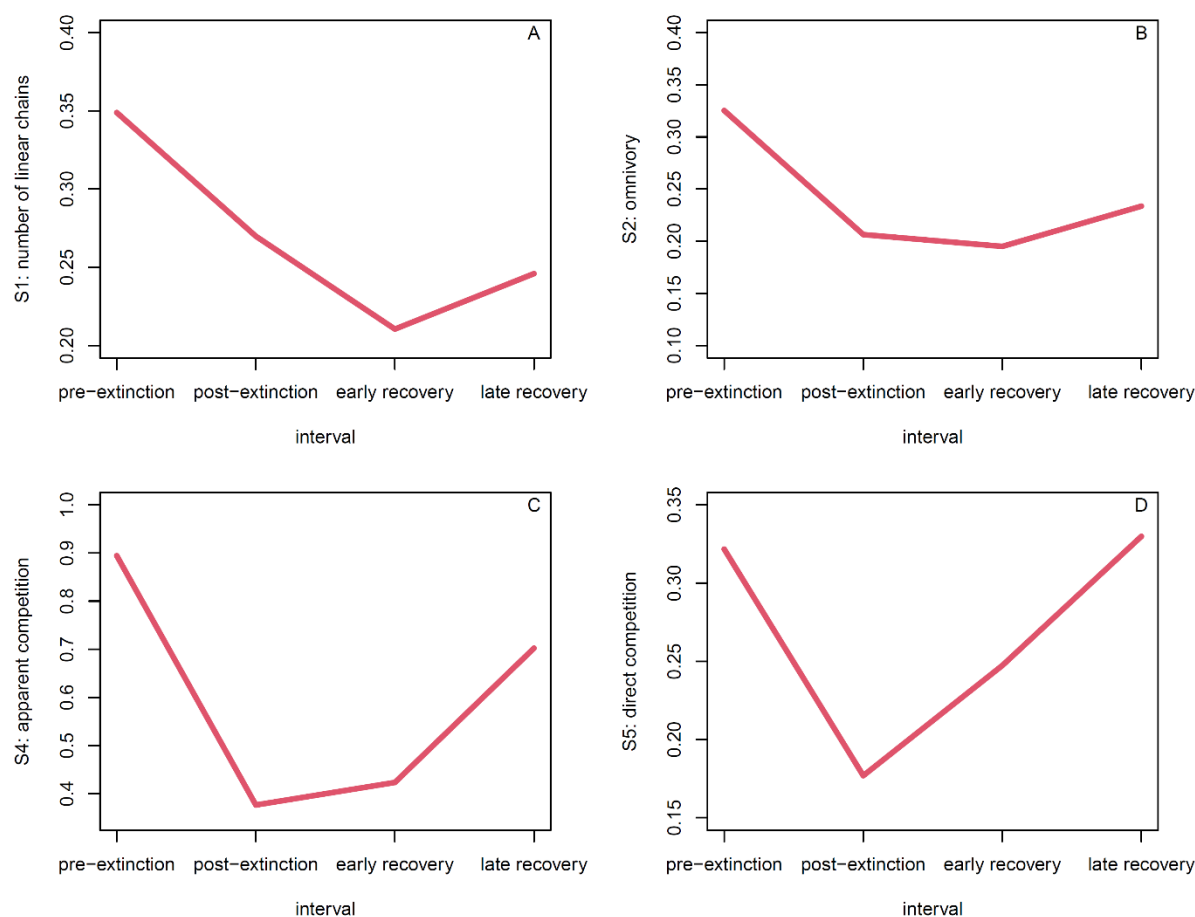 A
S1: number of linear chains
0.40
0.35
0.30
0.25
0.20
pre−extinction post−extinction early recovery late recovery
interval
B
S2: omnivory
0.40
0.35
0.30
0.25
0.20
0.15
0.10
pre−extinction post−extinction early recovery late recovery
interval
C
S4: apparent competition
1.0
0.9
0.8
0.7
0.6
0.5
0.4
pre−extinction post−extinction early recovery late recovery
interval
D
S5: direct competition
0.35
0.30
0.25
0.20
0.15
pre−extinction post−extinction early recovery late recovery
interval